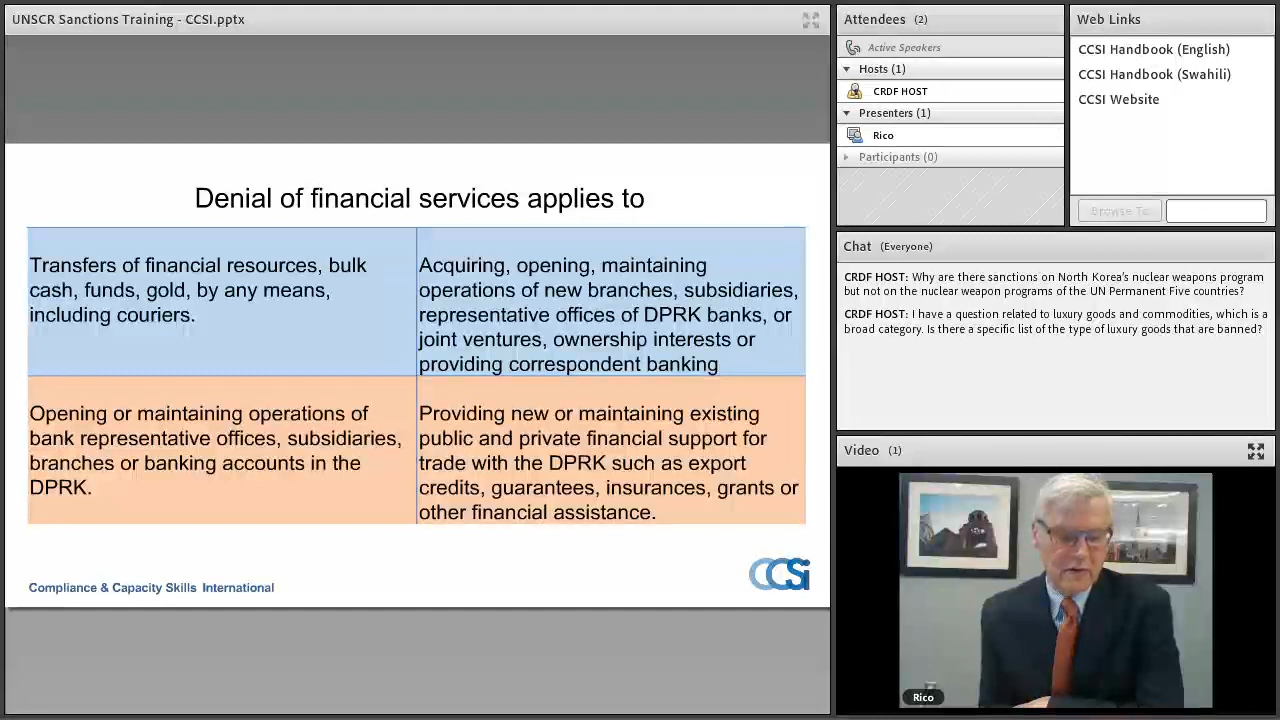 UNSCR Sanctions Training - CCSI.pptx
Denial of financial services applies to
Transfers of financial resources, bulk
cash, funds, gold, by any means,
including couriers.
Acquiring, opening, maintaining
operations of new branches, subsidiaries,
representative offices of DPRK banks, or
joint ventures, ownership interests or
providing correspondent banking
Opening or maintaining operations of
bank representative offices, subsidiaries,
branches or banking accounts in the
DPRK.
Providing new or maintaining existing
public and private financial support for
trade with the DPRK such as export
credits, guarantees, insurances, grants or
other financial assistance.
Compliance & Capacity Skills International
CCSi
Attendees (2)
Active Speakers
Hosts (1)
CRDF HOST
Presenters (1)
Rico
Participants (0)
Web Links
CCSI Handbook (English)
CCSI Handbook (Swahili)
CCSI Website
Browse To
Chat (Everyone)
CRDF HOST: Why are there sanctions on North Korea's nuclear weapons program
but not on the nuclear weapon programs of the UN Permanent Five countries?
CRDF HOST: I have a question related to luxury goods and commodities, which is a
broad category. Is there a specific list of the type of luxury goods that are banned?
Video (1)
Rico